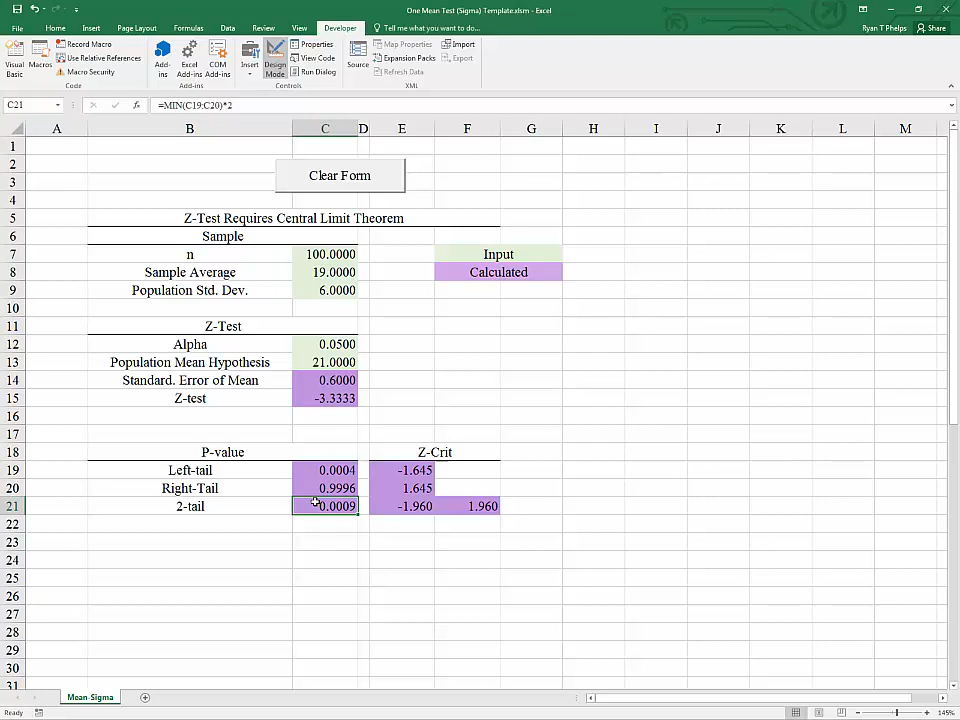 One Mean Test (Sigma) Template.xlsm - Excel
File Home Insert Page Layout Formulas Data Review View Developer Tell me what you want to do... Ryan T Phelps Share
Visual Basic
Macros
Record Macro
Use Relative References
Macro Security
Code
Add-ins
Excel Add-ins
COM Add-ins
Add-ins
Insert
Design Mode
Properties
View Code
Run Dialog
Controls
Source
Map Properties
Expansion Packs
Refresh Data
Import
Export
XML
C21 fx =MIN(C19:C20)*2
A B C D E F G H I J K L M
1
2
Clear Form
3
4
5 Z-Test Requires Central Limit Theorem
6 Sample
7 n 100.0000 Input
8 Sample Average 19.0000 Calculated
9 Population Std. Dev. 6.0000
10
11 Z-Test
12 Alpha 0.0500
13 Population Mean Hypothesis 21.0000
14 Standard. Error of Mean 0.6000
15 Z-test -3.3333
16
17
18 P-value Z-Crit
19 Left-tail 0.0004 -1.645
20 Right-Tail 0.9996 1.645
21 2-tail 0.0009 -1.960 1.960
22
23
24
25
26
27
28
29
30
31
Mean-Sigma
Ready 145%